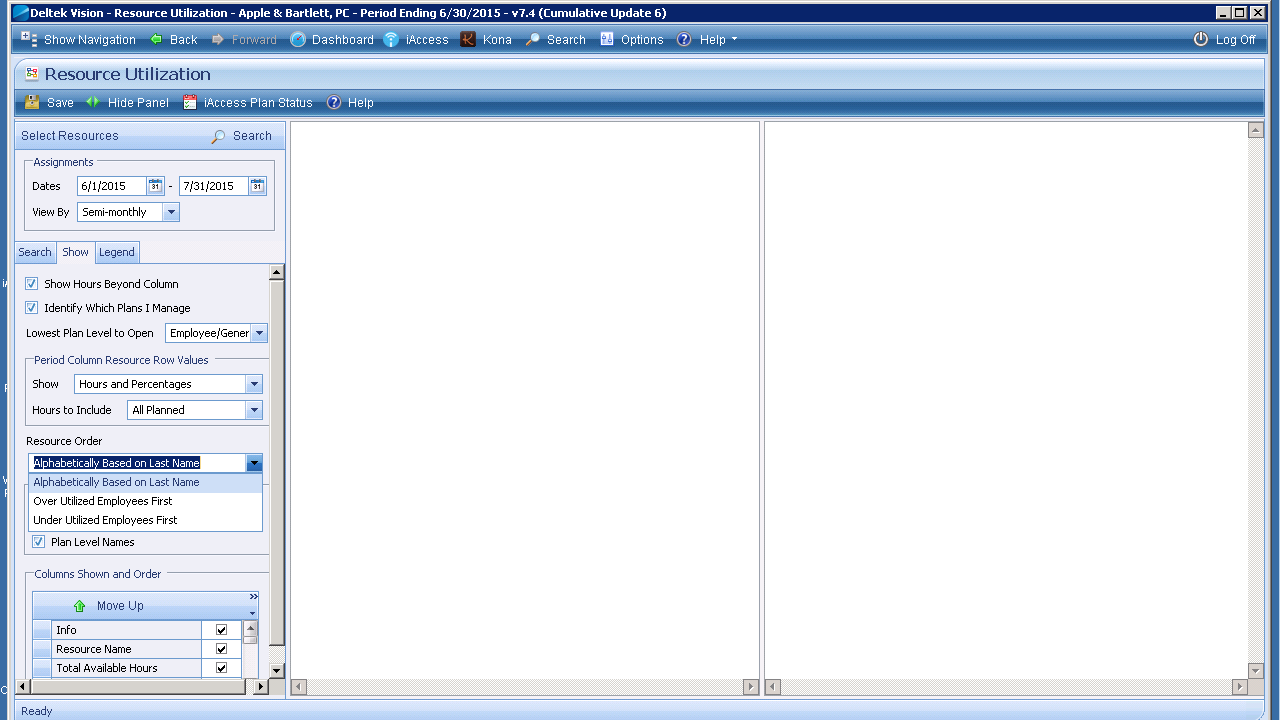 Deltek Vision - Resource Utilization - Apple & Bartlett, PC - Period Ending 6/30/2015 - v7.4 (Cumulative Update 6)
Show Navigation Back Forward Dashboard iAccess Kona Search Options Help Log Off
Resource Utilization
Save Hide Panel iAccess Plan Status Help
Select Resources Search
Assignments
Dates 6/1/2015 31 - 7/31/2015 31
View By Semi-monthly
Search Show Legend
Show Hours Beyond Column
Identify Which Plans I Manage
Lowest Plan Level to Open Employee/Gener
Period Column Resource Row Values
Show Hours and Percentages
Hours to Include All Planned
Resource Order
Alphabetically Based on Last Name
Alphabetically Based on Last Name
Over Utilized Employees First
Under Utilized Employees First
Plan Level Names
Columns Shown and Order
Move Up
Info
Resource Name
Total Available Hours
Ready